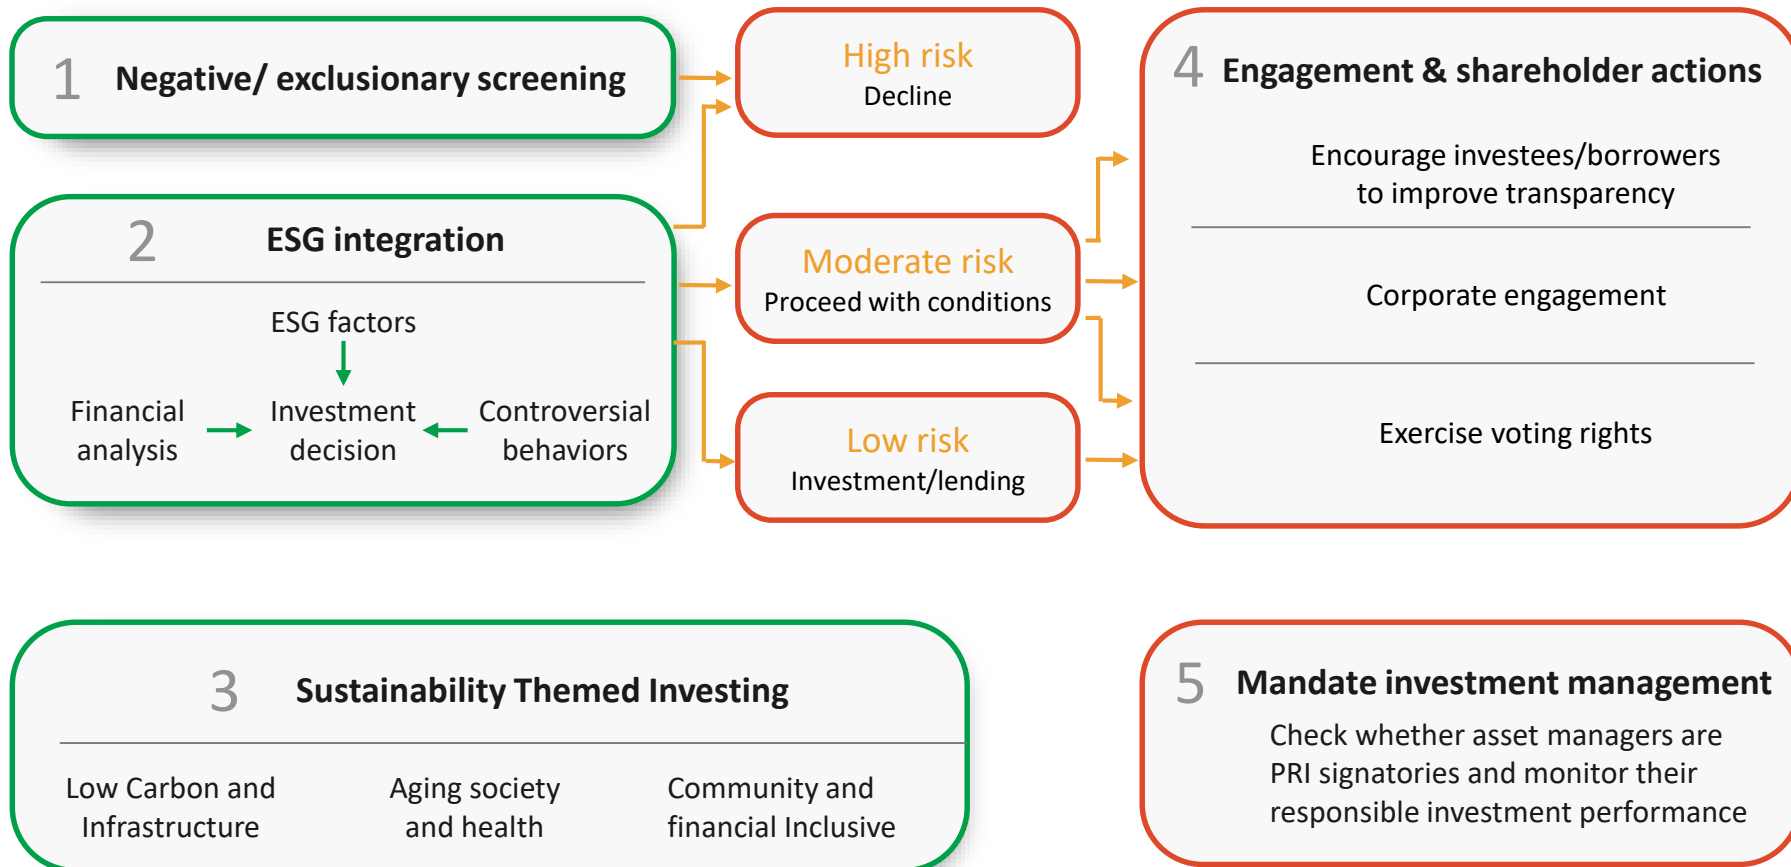 1 Negative/ exclusionary screening
High risk
Decline
2 ESG integration
ESG factors
Financial
analysis
Investment
decision
Controversial
behaviors
Moderate risk
Proceed with conditions
Low risk
Investment/lending
4 Engagement & shareholder actions
Encourage investees/borrowers
to improve transparency
Corporate engagement
Exercise voting rights
3 Sustainability Themed Investing
Low Carbon and
Infrastructure
Aging society
and health
Community and
financial Inclusive
5 Mandate investment management
Check whether asset managers are
PRI signatories and monitor their
responsible investment performance